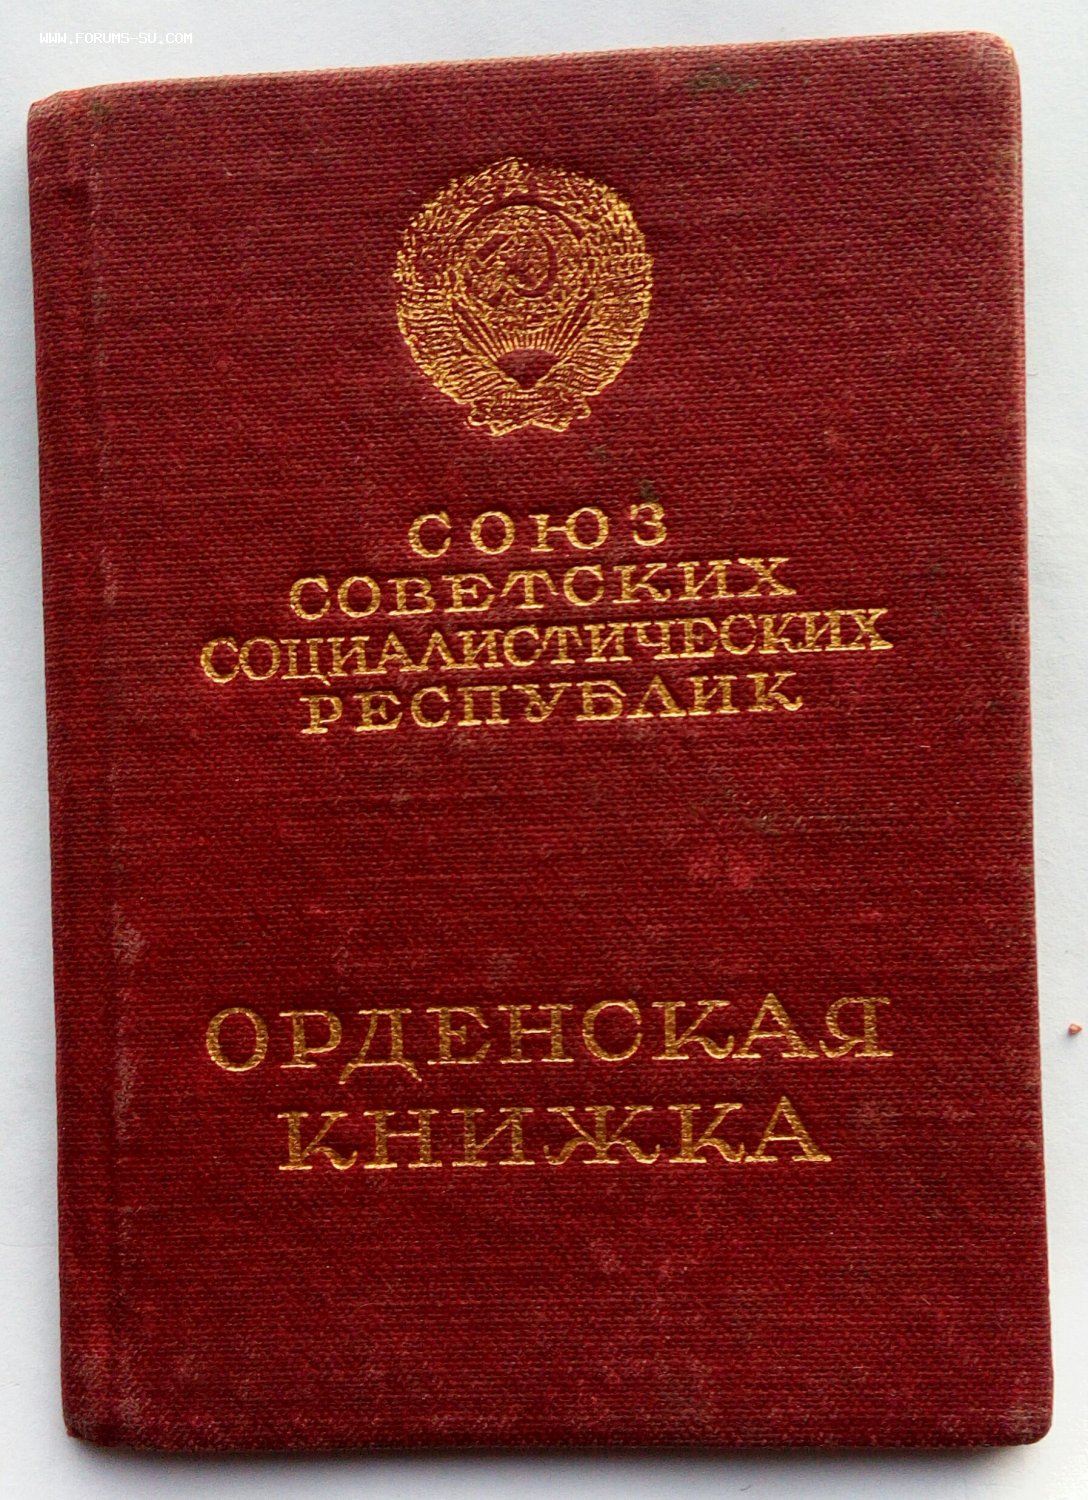 WWW.FORUMS-SU.COM
СОЮЗ
СОВЕТСКИХ
СОЦИАЛИСТИЧЕСКИХ
РЕСПУБЛИК
ОРДЕНСКАЯ
КНИЖКА